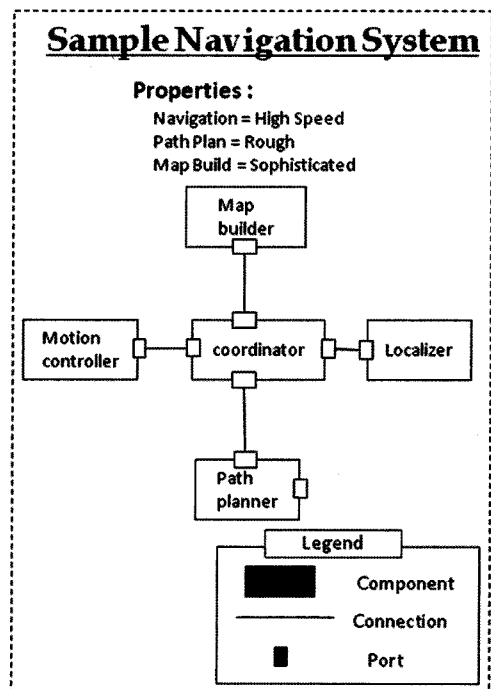 Sample Navigation System
Properties :
Navigation = High Speed
Path Plan = Rough
Map Build = Sophisticated
Map
builder
Motion
controller
coordinator
Localizer
Path
planner
Legend
Component
Connection
Port